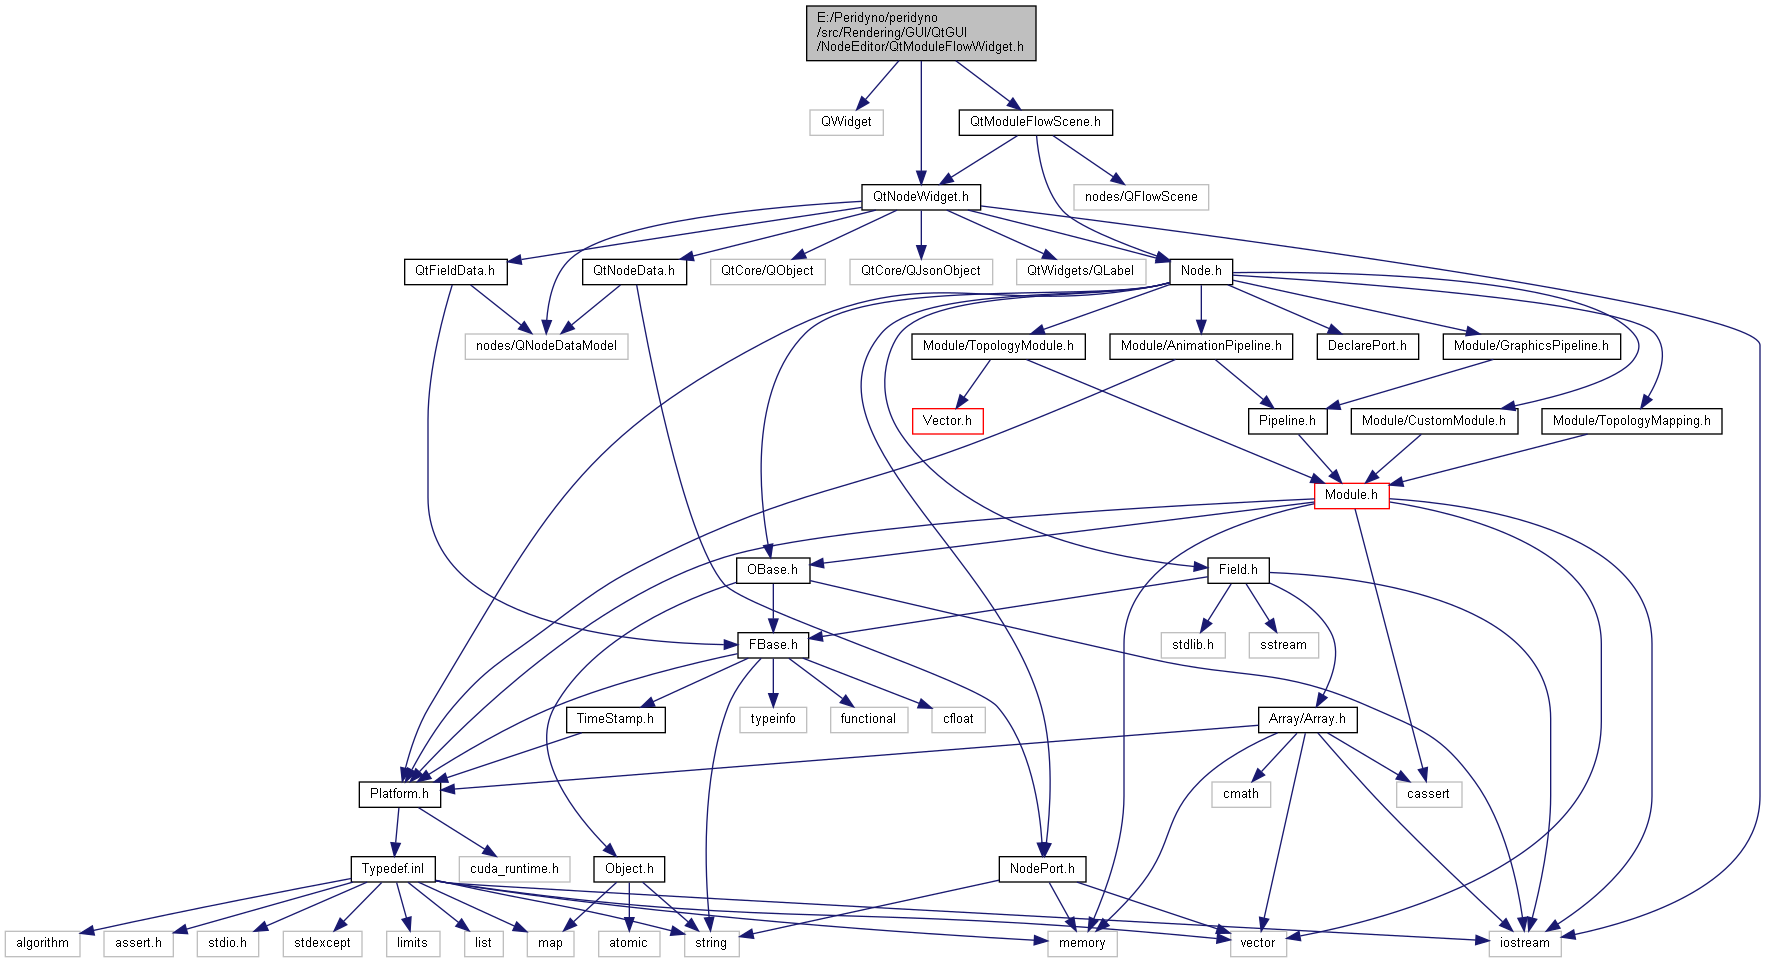 E:/Peridyno/peridyno
/src/Rendering/GUI/QtGUI
/NodeEditor/QtModuleFlowWidget.h
QWidget
QtModuleFlowScene.h
QtNodeWidget.h
nodes/QFlowScene
QtFieldData.h
QtNodeData.h
QtCore/QObject
QtCore/QJsonObject
QtWidgets/QLabel
Node.h
nodes/QNodeDataModel
Module/TopologyModule.h
Module/AnimationPipeline.h
DeclarePort.h
Module/GraphicsPipeline.h
Vector.h
Pipeline.h
Module/CustomModule.h
Module/TopologyMapping.h
Module.h
OBase.h
Field.h
FBase.h
stdlib.h
sstream
TimeStamp.h
typeinfo
functional
cfloat
Array/Array.h
Platform.h
cmath
cassert
Typedef.inl
cuda_runtime.h
Object.h
NodePort.h
algorithm
assert.h
stdio.h
stdexcept
limits
list
map
atomic
string
memory
vector
iostream